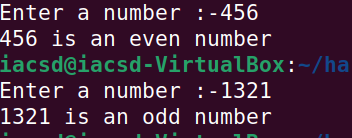 Enter a number :-456
456 is an even number
iacsd@iacsd-VirtualBox:~/ha
Enter a number :-1321
1321 is an odd number